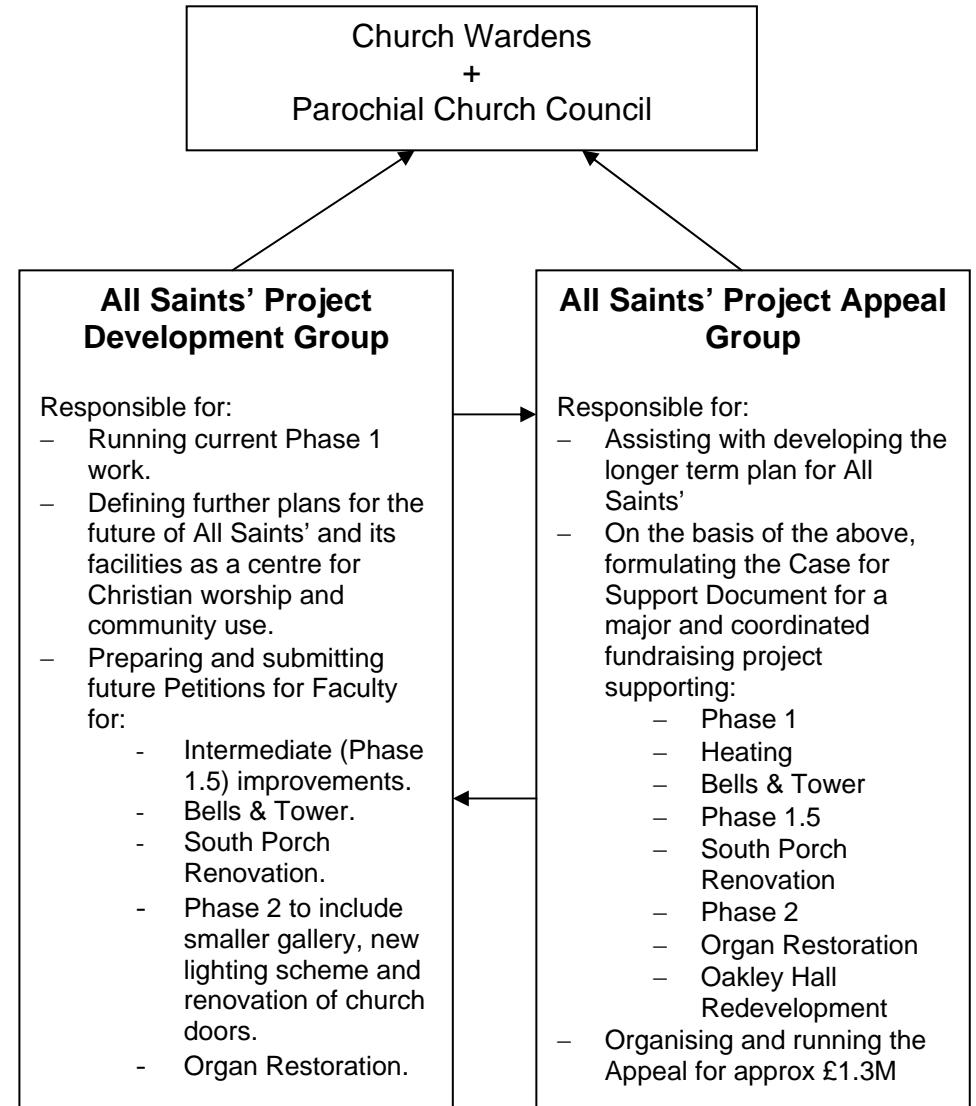 Church Wardens
+
Parochial Church Council
All Saints’ Project
Development Group
Responsible for:
– Running current Phase 1
work.
– Defining further plans for the
future of All Saints’ and its
facilities as a centre for
Christian worship and
community use.
– Preparing and submitting
future Petitions for Faculty
for:
- Intermediate (Phase
1.5) improvements.
- Bells & Tower.
- South Porch
Renovation.
- Phase 2 to include
smaller gallery, new
lighting scheme and
renovation of church
doors.
- Organ Restoration.
All Saints’ Project Appeal
Group
Responsible for:
– Assisting with developing the
longer term plan for All
Saints’
– On the basis of the above,
formulating the Case for
Support Document for a
major and coordinated
fundraising project
supporting:
– Phase 1
– Heating
– Bells & Tower
– Phase 1.5
– South Porch
Renovation
– Phase 2
– Organ Restoration
– Oakley Hall
Redevelopment
– Organising and running the
Appeal for approx £1.3M